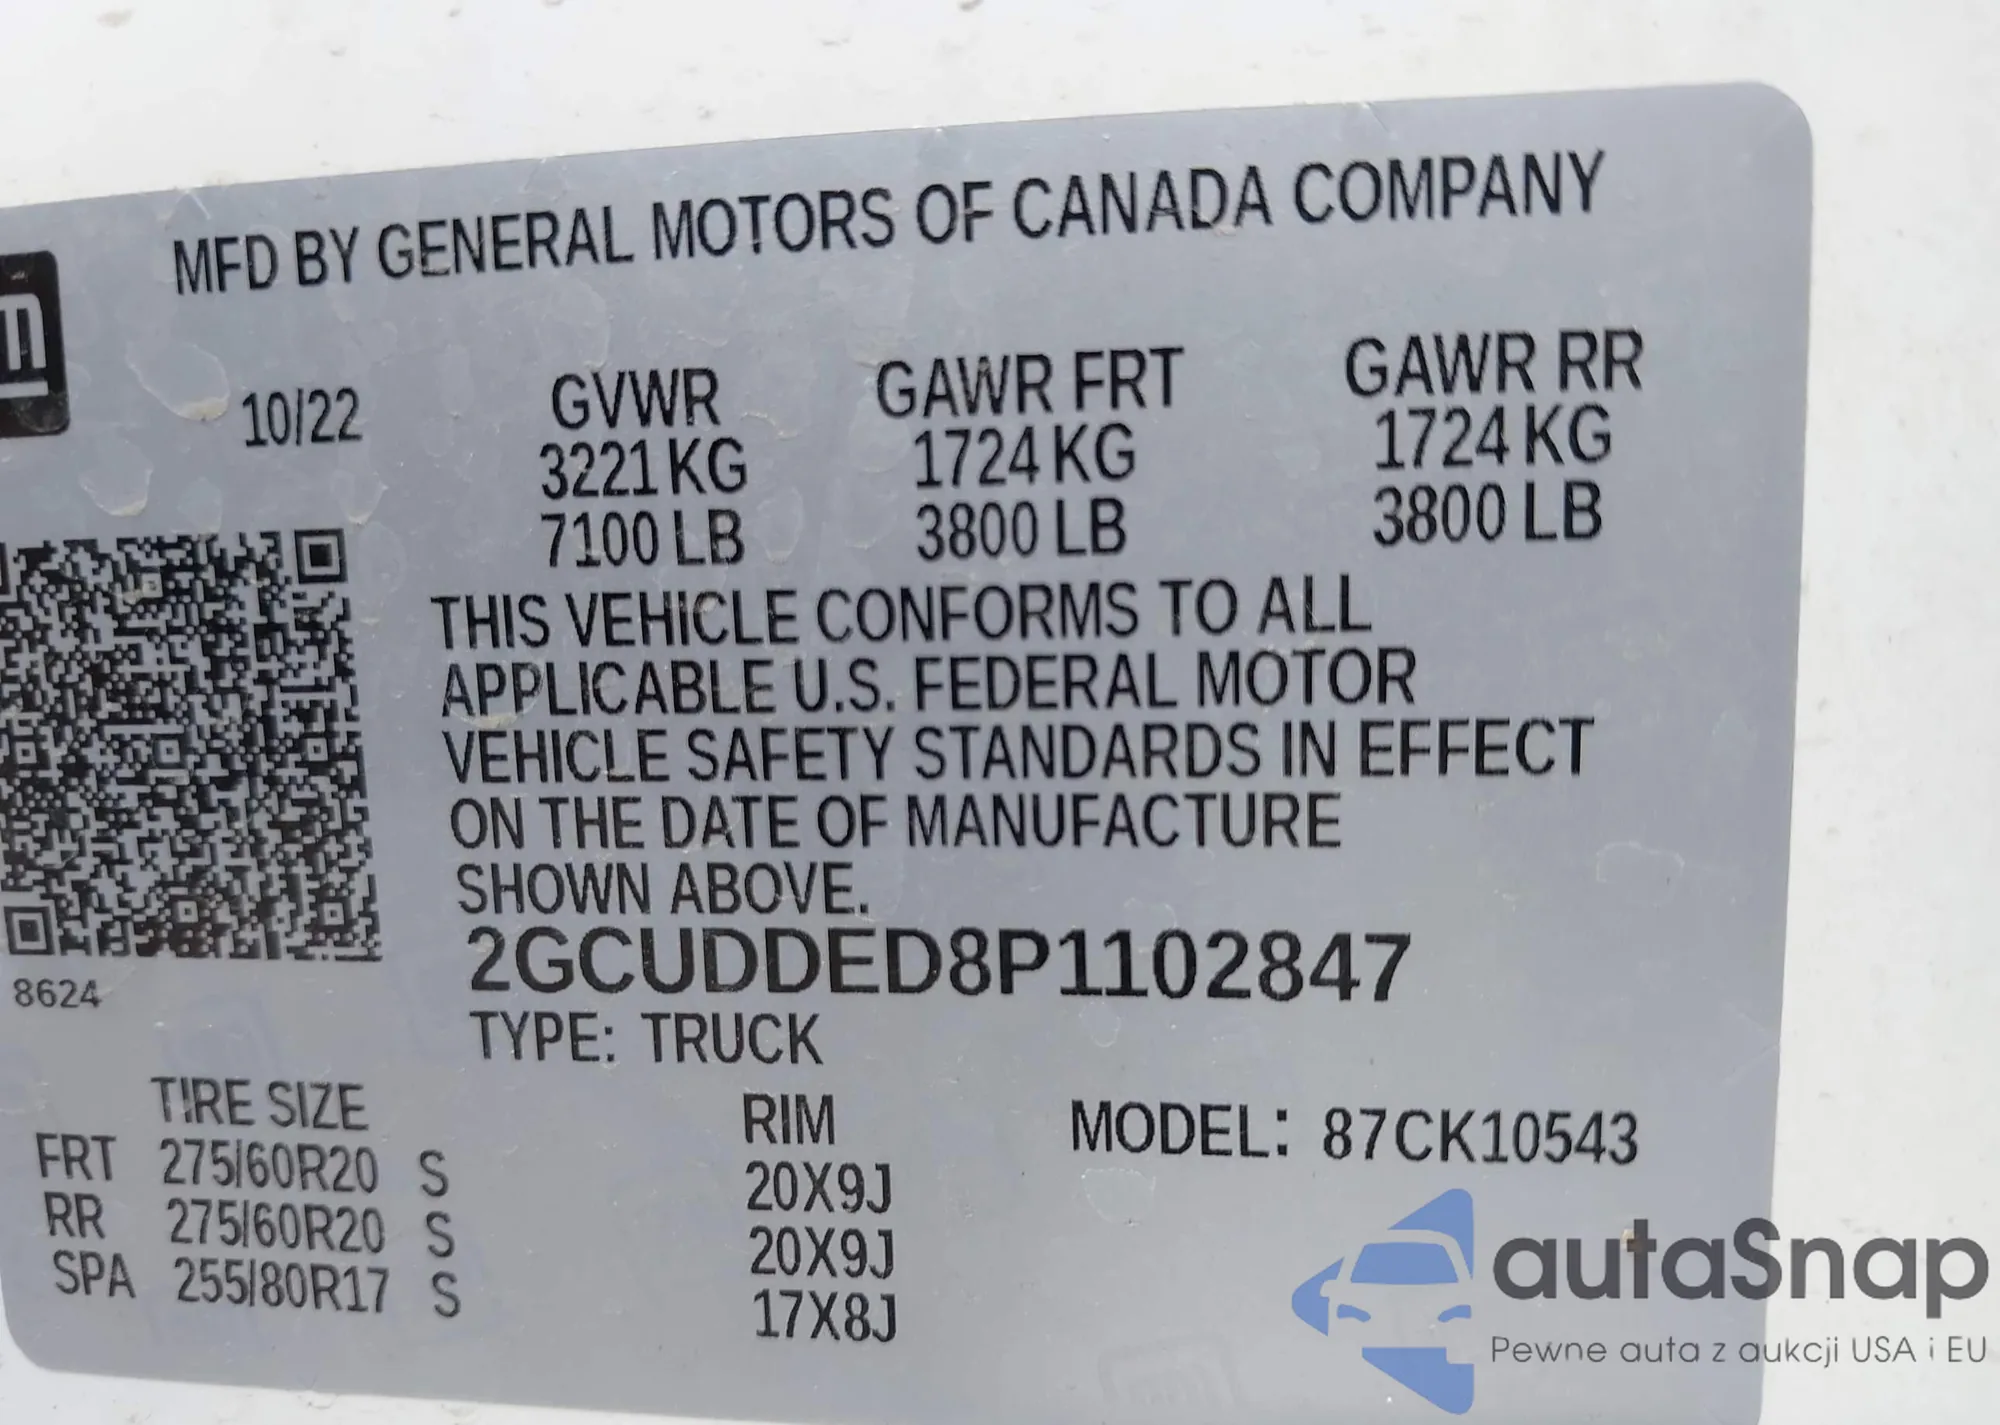 MFD BY GENERAL MOTORS OF CANADA COMPANY
10/22
GVWR GAWR FRT GAWR RR
3221 KG 1724 KG 1724 KG
7100 LB 3800 LB 3800 LB
THIS VEHICLE CONFORMS TO ALL
APPLICABLE U.S. FEDERAL MOTOR
VEHICLE SAFETY STANDARDS IN EFFECT
ON THE DATE OF MANUFACTURE
SHOWN ABOVE.
2GCUDDED8P1102847
8624
TYPE: TRUCK
TIRE SIZE RIM MODEL: 87CK10543
FRT 275/60R20 S 20X9J
RR 275/60R20 S 20X9J
SPA 255/80R17 S 17X8J
autaSnap
Pewne auta z aukcji USA i EU